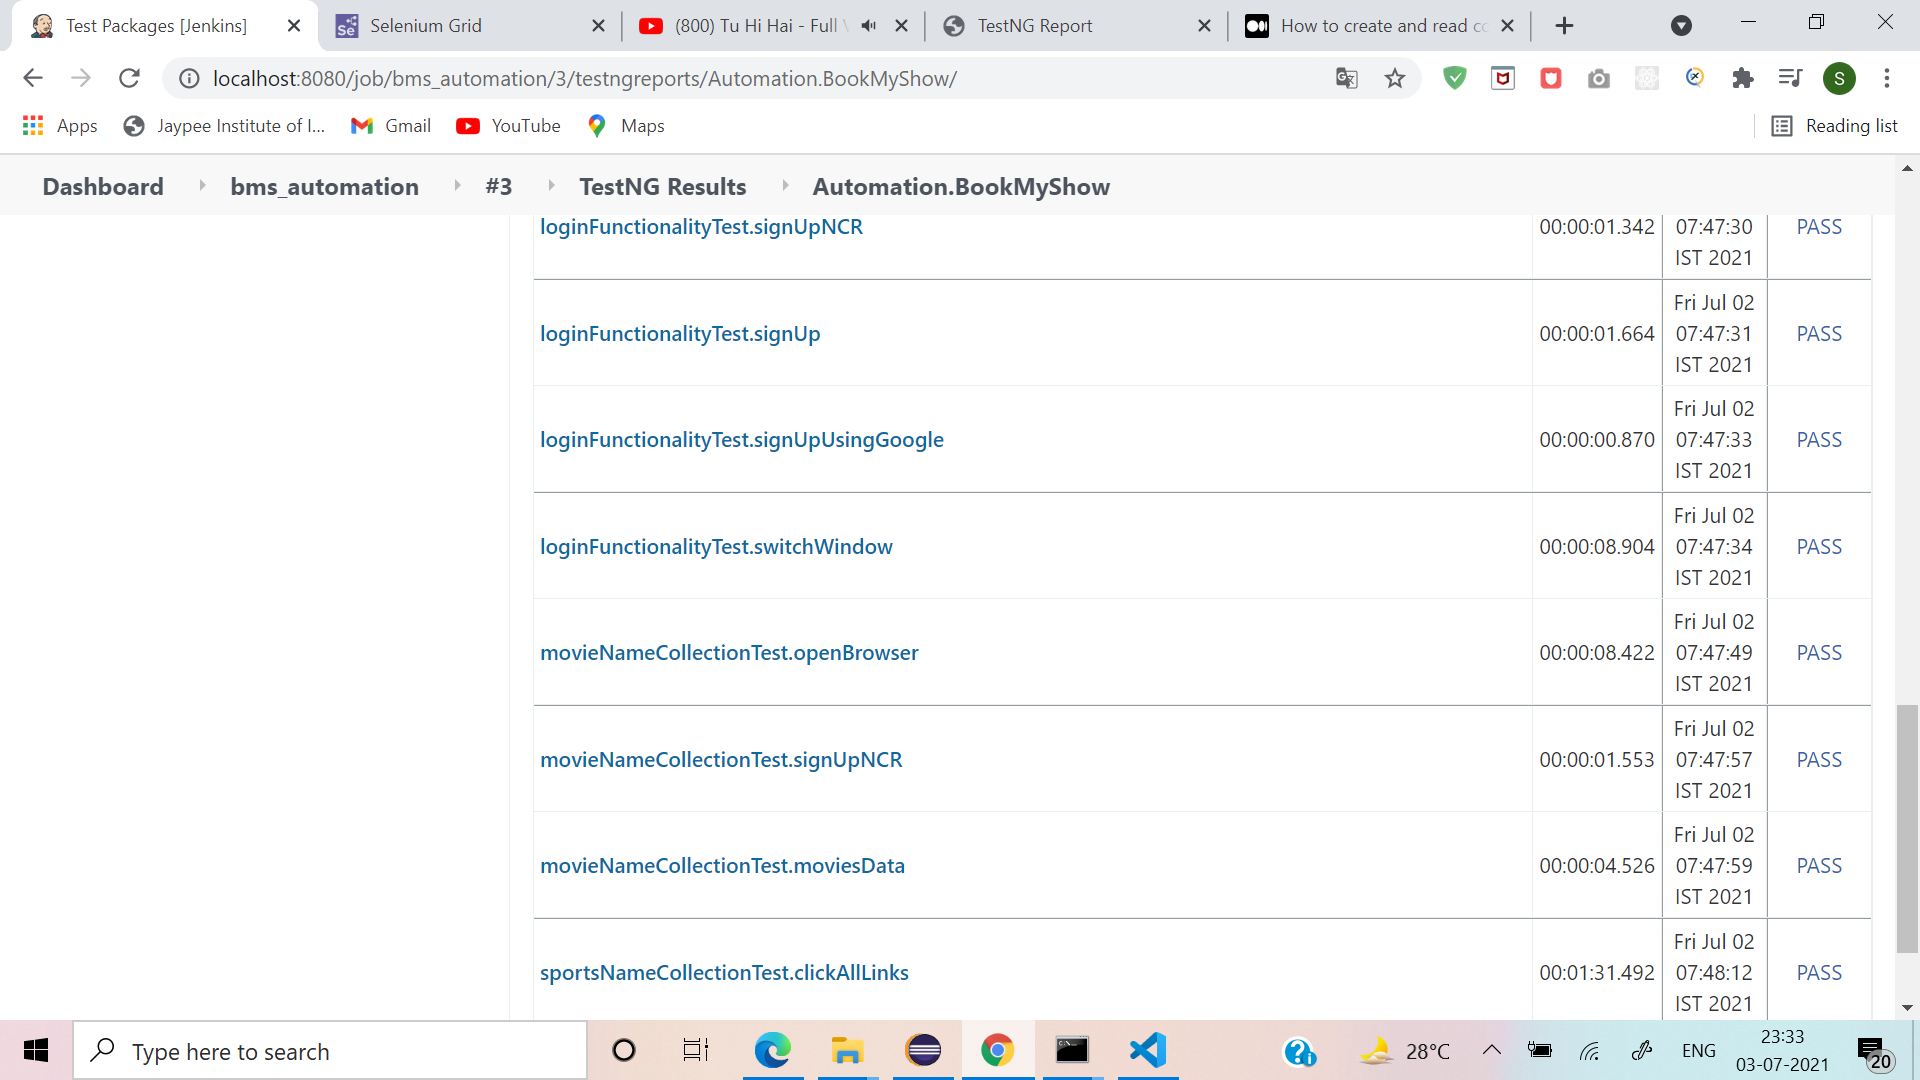 Test Packages [Jenkins]
Selenium Grid
(800) Tu Hi Hai - Full
TestNG Report
How to create and read co
localhost:8080/job/bms_automation/3/testngreports/Automation.BookMyShow/
S
Apps
Jaypee Institute of I...
Gmail
YouTube
Maps
Reading list
Dashboard
bms_automation
#3
TestNG Results
Automation.BookMyShow
loginFunctionalityTest.signUpNCR 00:00:01.342 07:47:30
IST 2021
PASS
Fri Jul 02
loginFunctionalityTest.signUp 00:00:01.664 07:47:31 PASS
IST 2021
Fri Jul 02
loginFunctionalityTest.signUpUsingGoogle 00:00:00.870 07:47:33 PASS
IST 2021
Fri Jul 02
loginFunctionalityTest.switchWindow 00:00:08.904 07:47:34 PASS
IST 2021
Fri Jul 02
movieNameCollectionTest.openBrowser 00:00:08.422 07:47:49 PASS
IST 2021
Fri Jul 02
movieNameCollectionTest.signUpNCR 00:00:01.553 07:47:57 PASS
IST 2021
Fri Jul 02
movieNameCollectionTest.moviesData 00:00:04.526 07:47:59 PASS
IST 2021
Fri Jul 02
sportsNameCollectionTest.clickAllLinks 00:01:31.492 07:48:12 PASS
IST 2021
Type here to search
28°C
ENG
23:33
03-07-2021
20